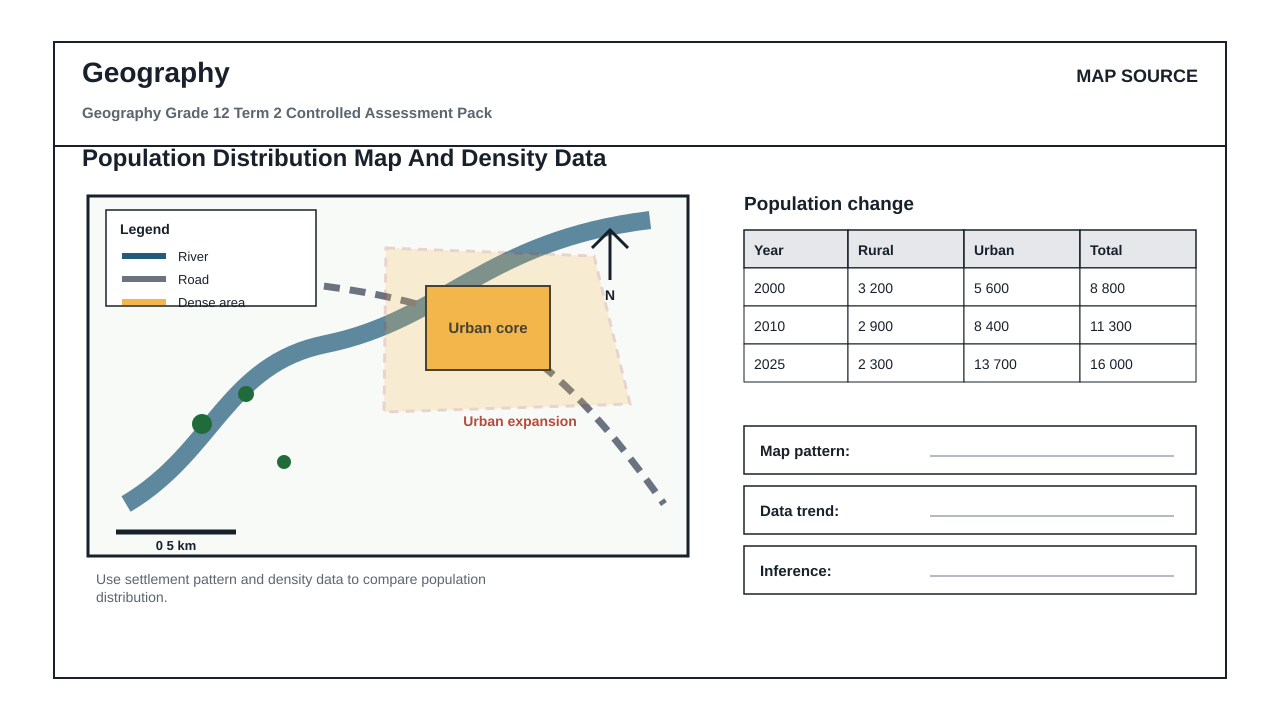 Geography
MAP SOURCE
Geography Grade 12 Term 2 Controlled Assessment Pack
Population Distribution Map And Density Data
Legend
River
Road
Dense area
N
Urban core
Urban expansion
0 5 km
Use settlement pattern and density data to compare population
distribution.
Population change
Year Rural Urban Total
2000 3 200 5 600 8 800
2010 2 900 8 400 11 300
2025 2 300 13 700 16 000
Map pattern:
Data trend:
Inference: